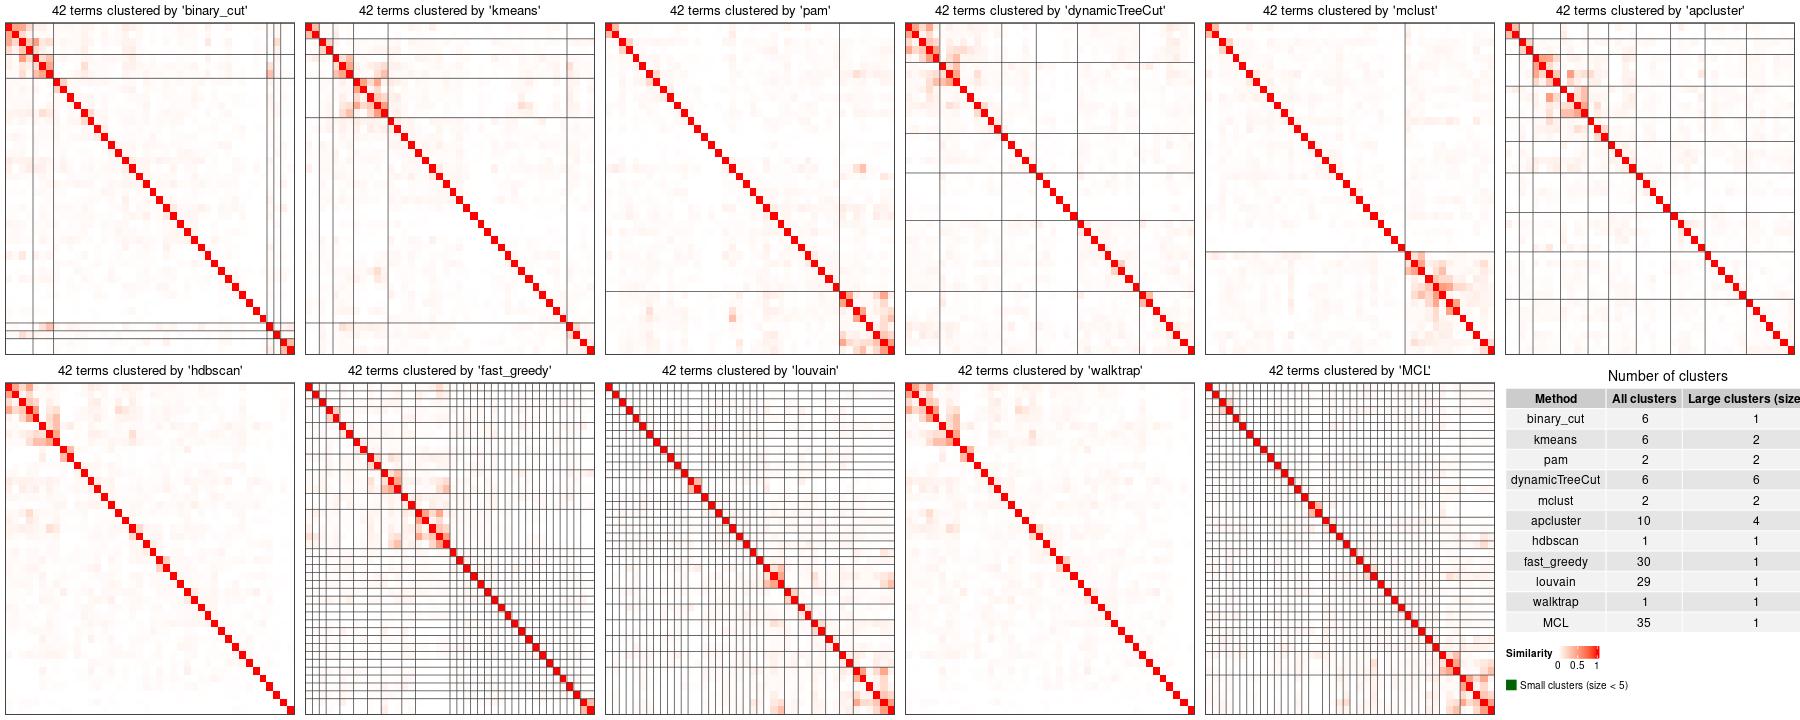 42 terms clustered by 'binary_cut'
42 terms clustered by 'kmeans'
42 terms clustered by 'pam'
42 terms clustered by 'dynamicTreeCut'
42 terms clustered by 'mclust'
42 terms clustered by 'apcluster'
42 terms clustered by 'hdbscan'
42 terms clustered by 'fast_greedy'
42 terms clustered by 'louvain'
42 terms clustered by 'walktrap'
42 terms clustered by 'MCL'
Number of clusters
Method All clusters Large clusters (size
binary_cut 6 1
kmeans 6 2
pam 2 2
dynamicTreeCut 6 6
mclust 2 2
apcluster 10 4
hdbscan 1 1
fast_greedy 30 1
louvain 29 1
walktrap 1 1
MCL 35 1
Similarity
0 0.5 1
Small clusters (size < 5)